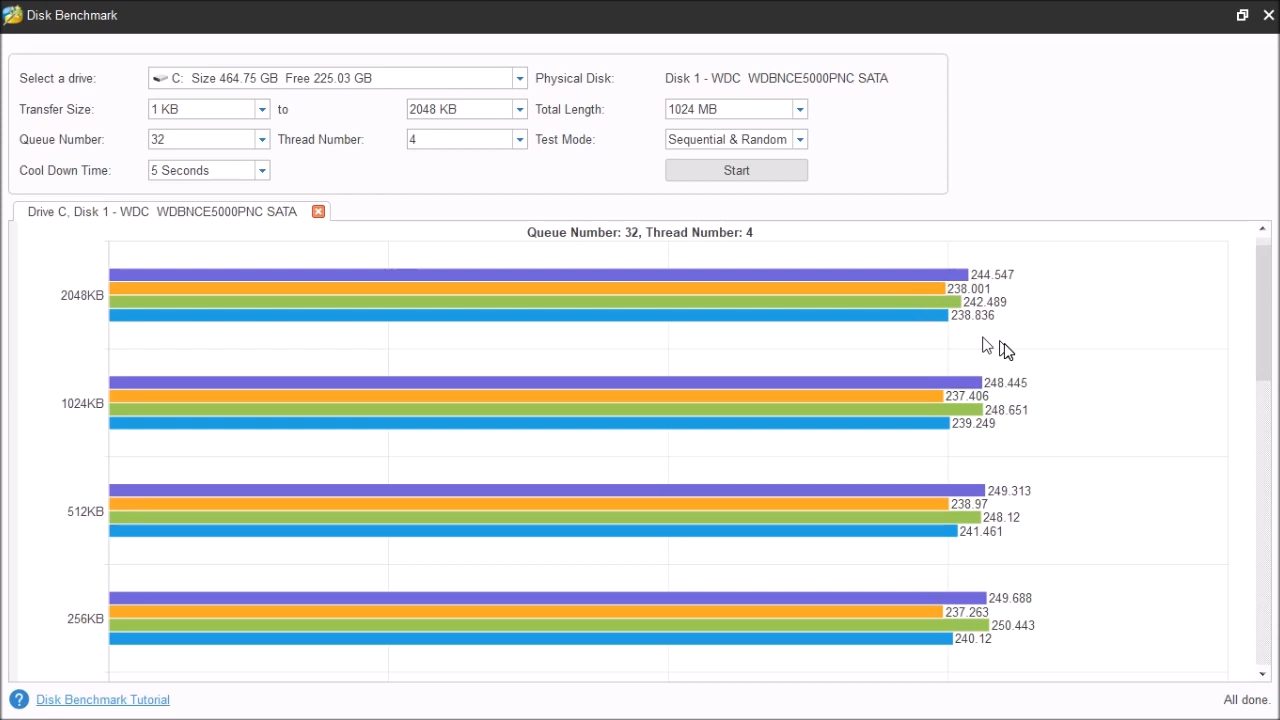 Disk Benchmark
Select a drive: C: Size 464.75 GB Free 225.03 GB Physical Disk: Disk 1 - WDC WDBNCE5000PNC SATA
Transfer Size: 1 KB to 2048 KB Total Length: 1024 MB
Queue Number: 32 Thread Number: 4 Test Mode: Sequential & Random
Cool Down Time: 5 Seconds Start
Drive C, Disk 1 - WDC WDBNCE5000PNC SATA
Queue Number: 32, Thread Number: 4
244.547
238.001
2048KB
242.489
238.836
248.445
237.406
1024KB
248.651
239.249
249.313
238.97
512KB
248.12
241.461
249.688
237.263
256KB
250.443
240.12
? Disk Benchmark Tutorial All done.